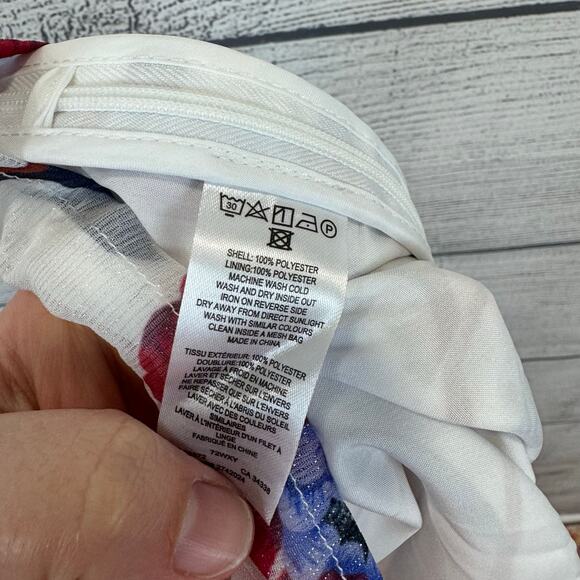 30
P
SHELL: 100% POLYESTER
LINING:100% POLYESTER
MACHINE WASH COLD
WASH AND DRY INSIDE OUT
IRON ON REVERSE SIDE
DRY AWAY FROM DIRECT SUNLIGHT
WASH WITH SIMILAR COLOURS
CLEAN INSIDE A MESH BAG
MADE IN CHINA
TISSU EXTÉRIEUR: 100% POLYESTER
DOUBLURE: 100% POLYESTER
LAVAGE À FROID EN MACHINE
LAVER ET SÉCHER SUR L'ENVERS
NE REPASSER QUE SUR L'ENVERS
FAIRE SÉCHER À L'ABRIS DU SOLEIL
LAVER AVEC DES COULEURS
SIMILAIRES
LAVER À L'INTÉRIEUR D'UN FILET À
LINGE
FABRIQUÉ EN CHINE
72WXY CA 34338